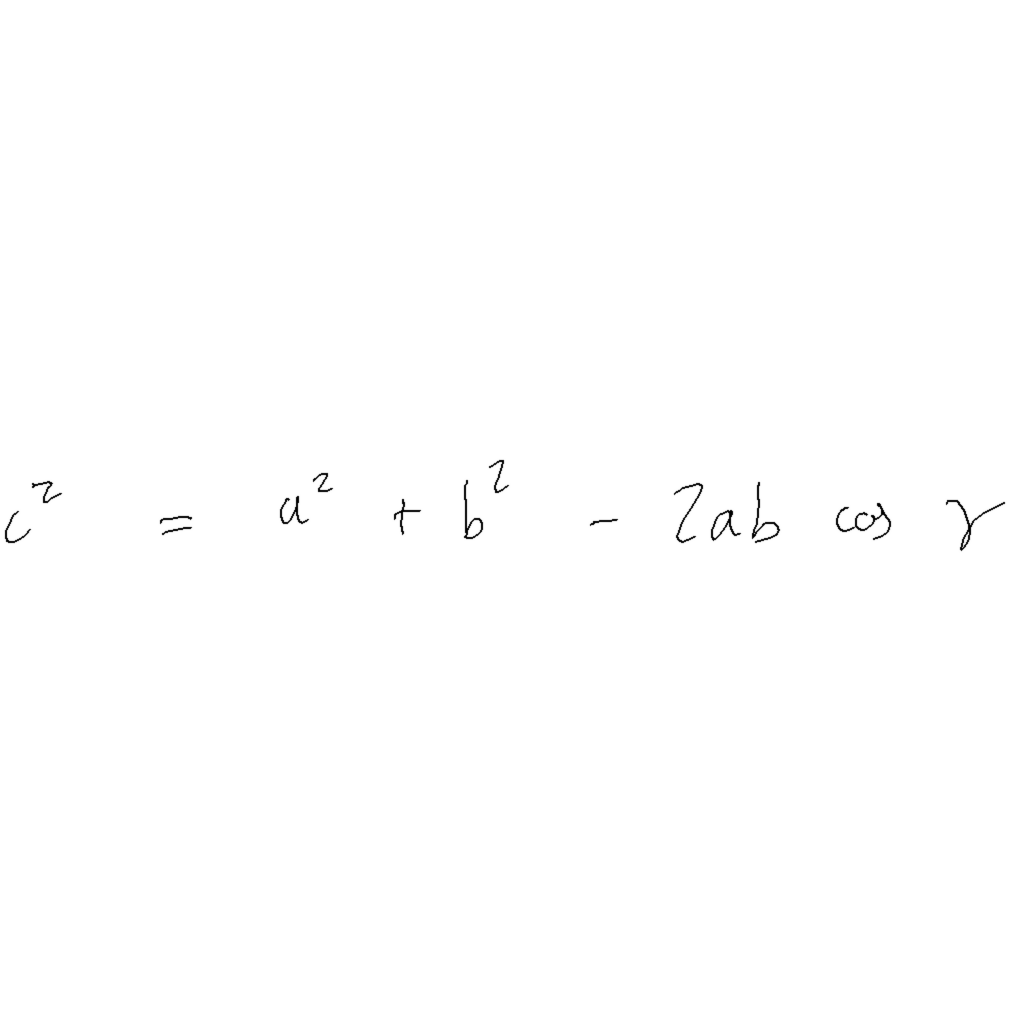 c² = a² + b² - 2ab cos γ